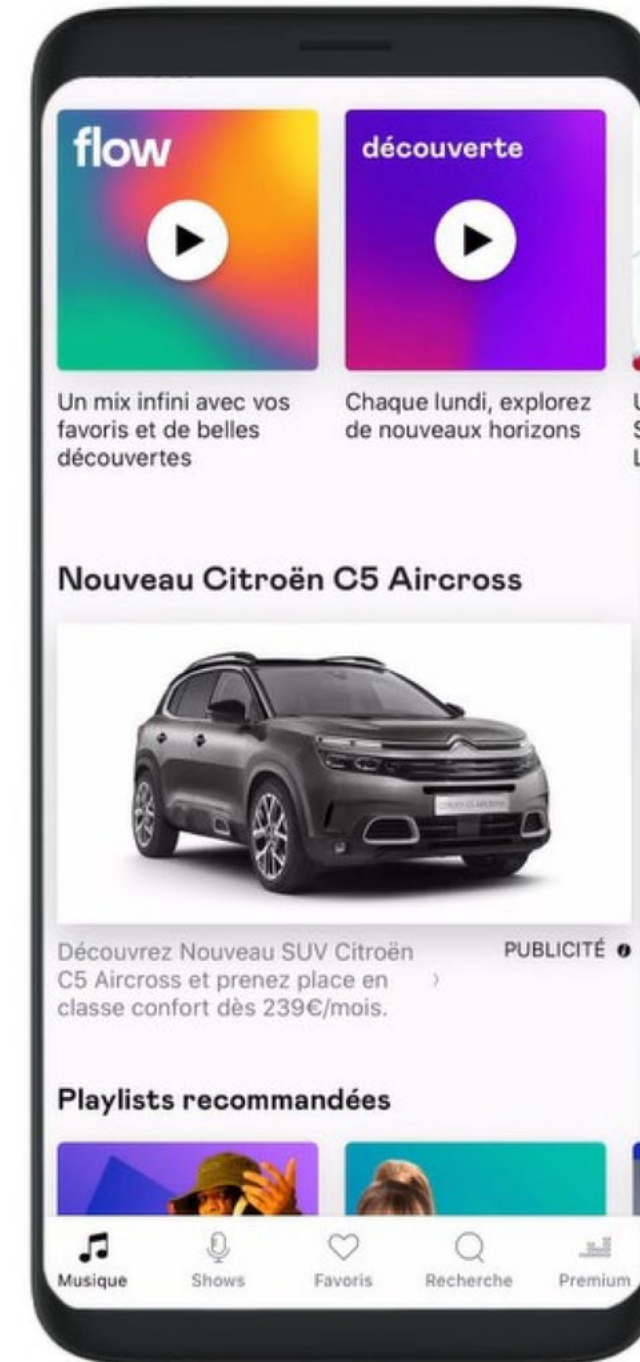 flow
découverte
Un mix infini avec vos
favoris et de belles
découvertes
Chaque lundi, explorez
de nouveaux horizons
Nouveau Citroën C5 Aircross
Découvrez Nouveau SUV Citroën
C5 Aircross et prenez place en
classe confort dès 239€/mois.
PUBLICITÉ
Playlists recommandées
Musique
Shows
Favoris
Recherche
Premium